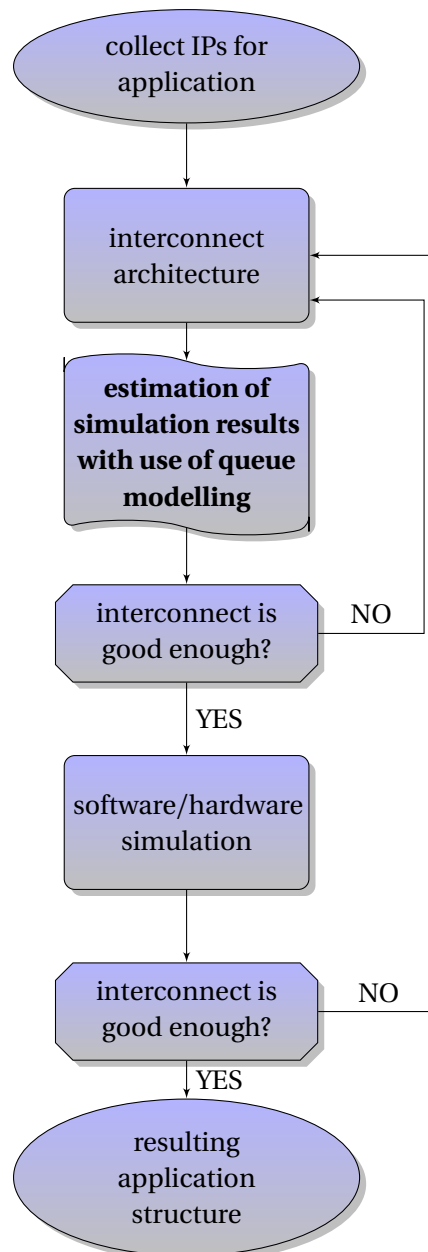 collect IPs for
application
interconnect
architecture
estimation of
simulation results
with use of queue
modelling
interconnect is
good enough?
NO
YES
software/hardware
simulation
interconnect is
good enough?
NO
YES
resulting
application
structure